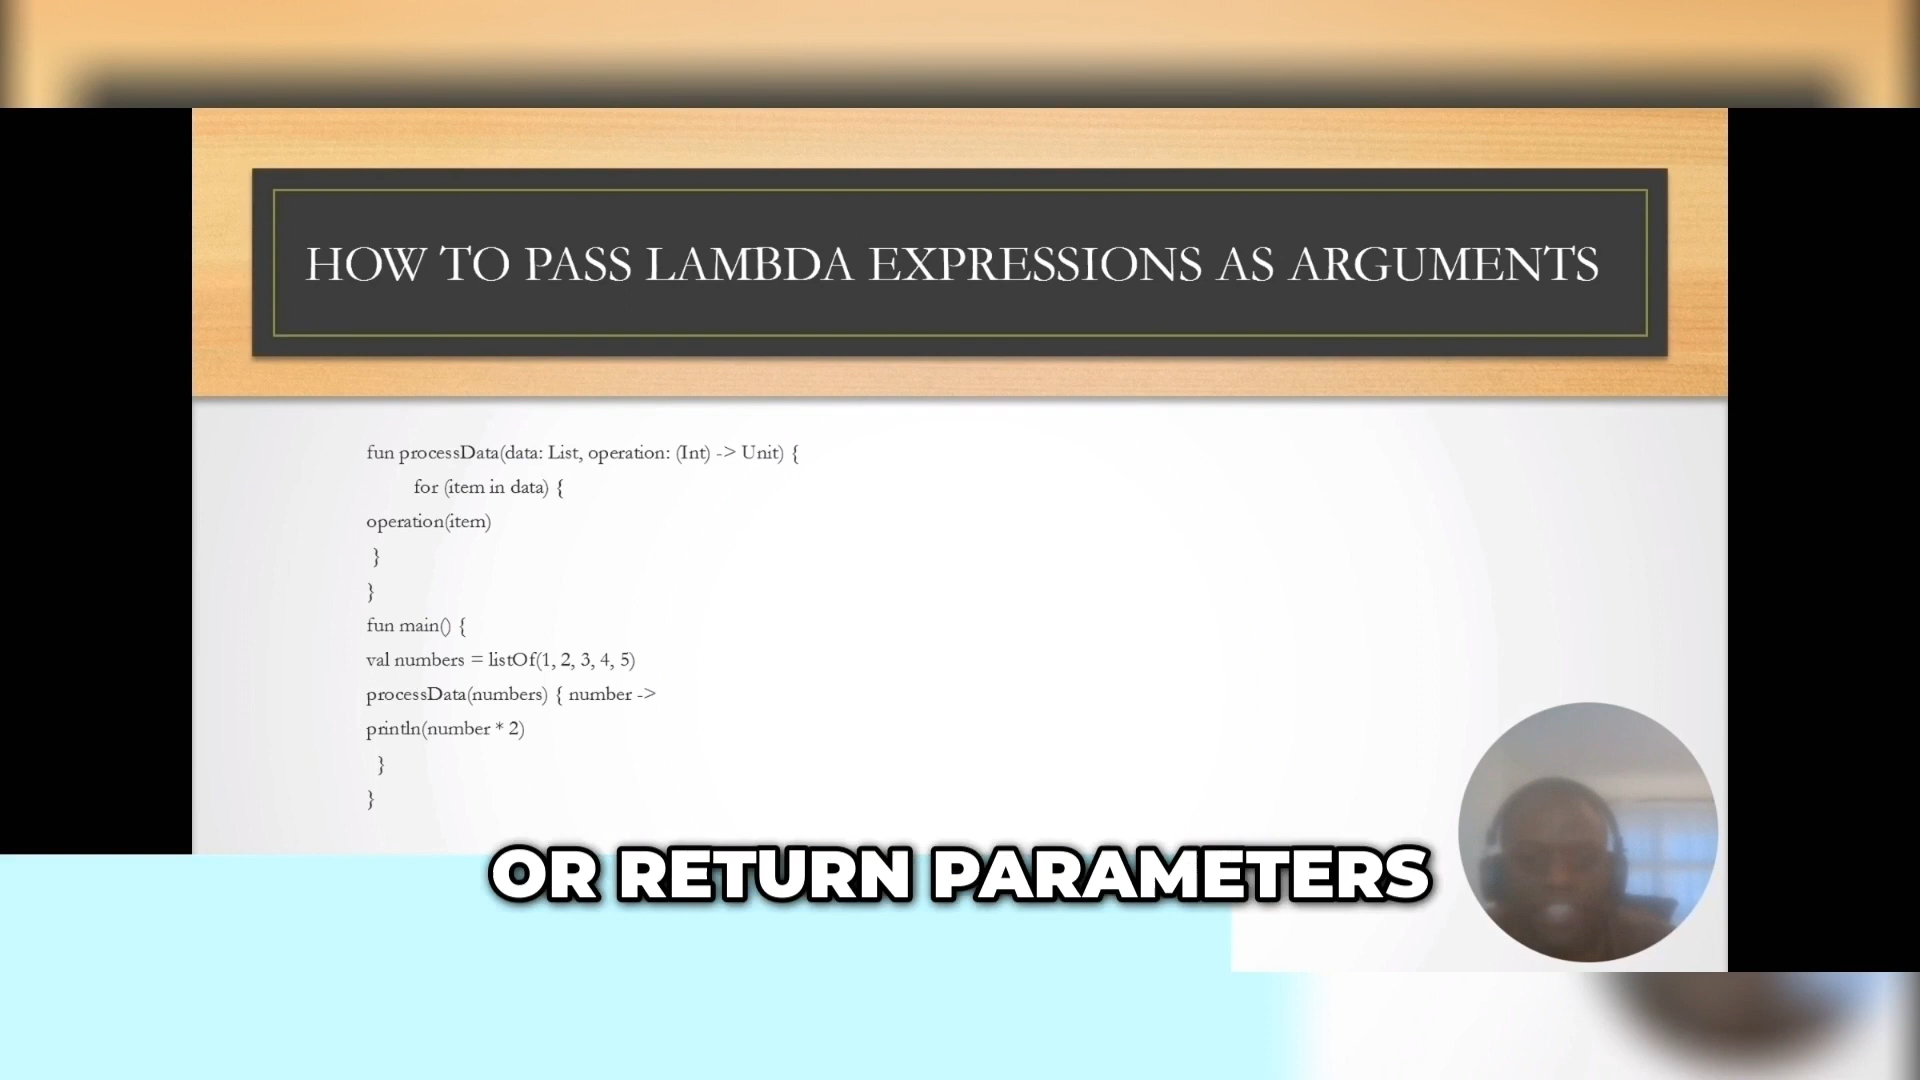 HOW TO PASS LAMBDA EXPRESSIONS AS ARGUMENTS
fun processData(data: List, operation: (Int) -> Unit) {
for (item in data) {
operation(item)
}
}
fun main() {
val numbers = listOf(1, 2, 3, 4, 5)
processData(numbers) { number ->
println(number * 2)
}
}
OR RETURN PARAMETERS